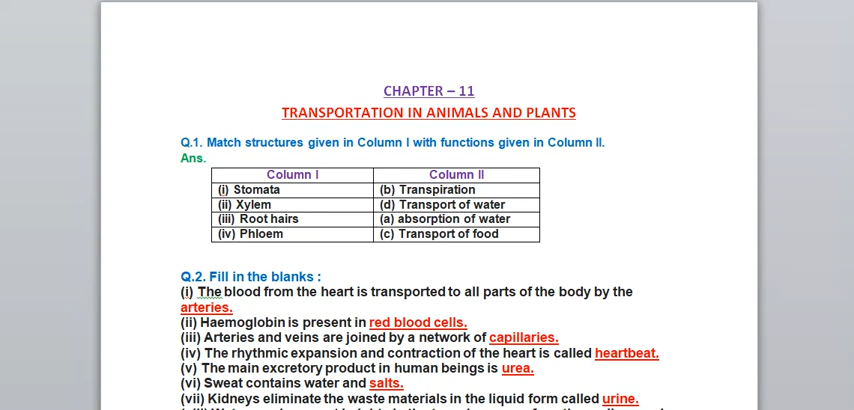 CHAPTER – 11
TRANSPORTATION IN ANIMALS AND PLANTS
Q.1. Match structures given in Column I with functions given in Column II.
Ans.
Column I Column II
(i) Stomata (b) Transpiration
(ii) Xylem (d) Transport of water
(iii) Root hairs (a) absorption of water
(iv) Phloem (c) Transport of food
Q.2. Fill in the blanks :
(i) The blood from the heart is transported to all parts of the body by the
arteries.
(ii) Haemoglobin is present in red blood cells.
(iii) Arteries and veins are joined by a network of capillaries.
(iv) The rhythmic expansion and contraction of the heart is called heartbeat.
(v) The main excretory product in human beings is urea.
(vi) Sweat contains water and salts.
(vii) Kidneys eliminate the waste materials in the liquid form called urine.